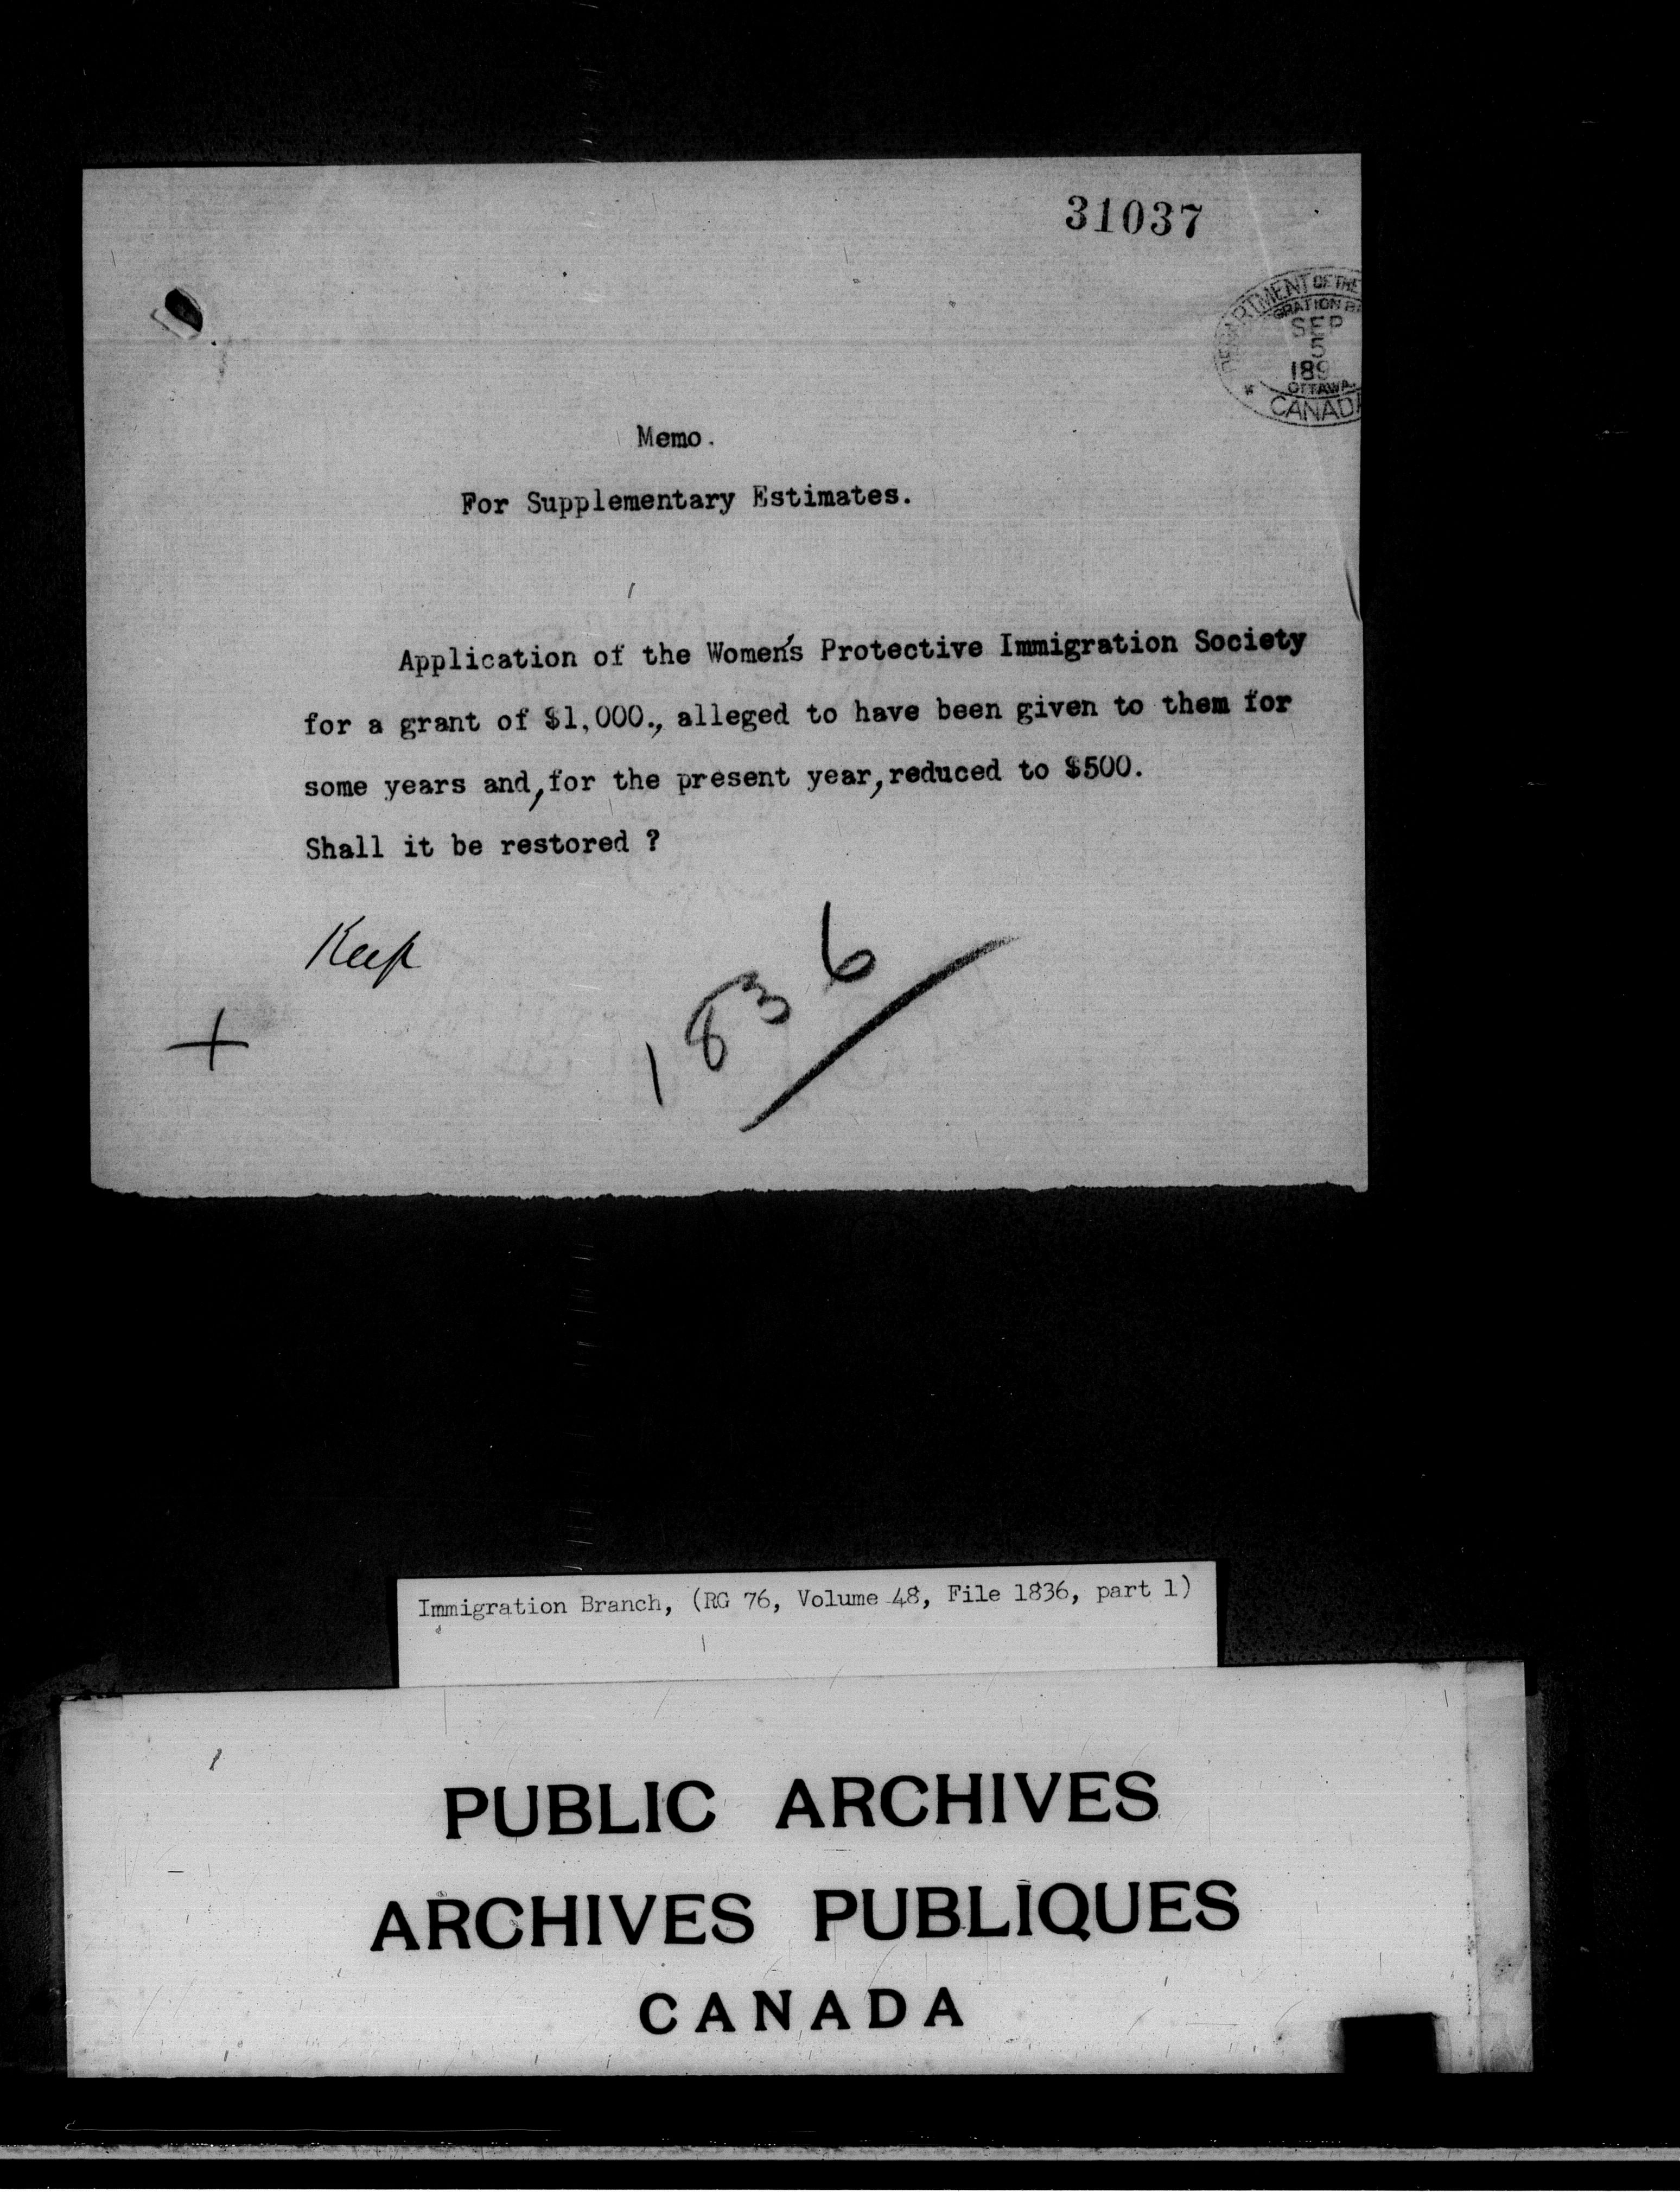 31037
DEPARTMENT OF THE
GRATION B
SEP
5
189
OTTAWA.
* CANADA
Memo.
For Supplementary Estimates.
Application of the Women's Protective Immigration Society
for a grant of $1,000., alleged to have been given to them for
some years and, for the present year, reduced to $500.
Shall it be restored ?
Keep
1836
Immigration Branch, (RG 76, Volume 48, File 1836, part 1)
PUBLIC ARCHIVES
ARCHIVES PUBLIQUES
CANADA